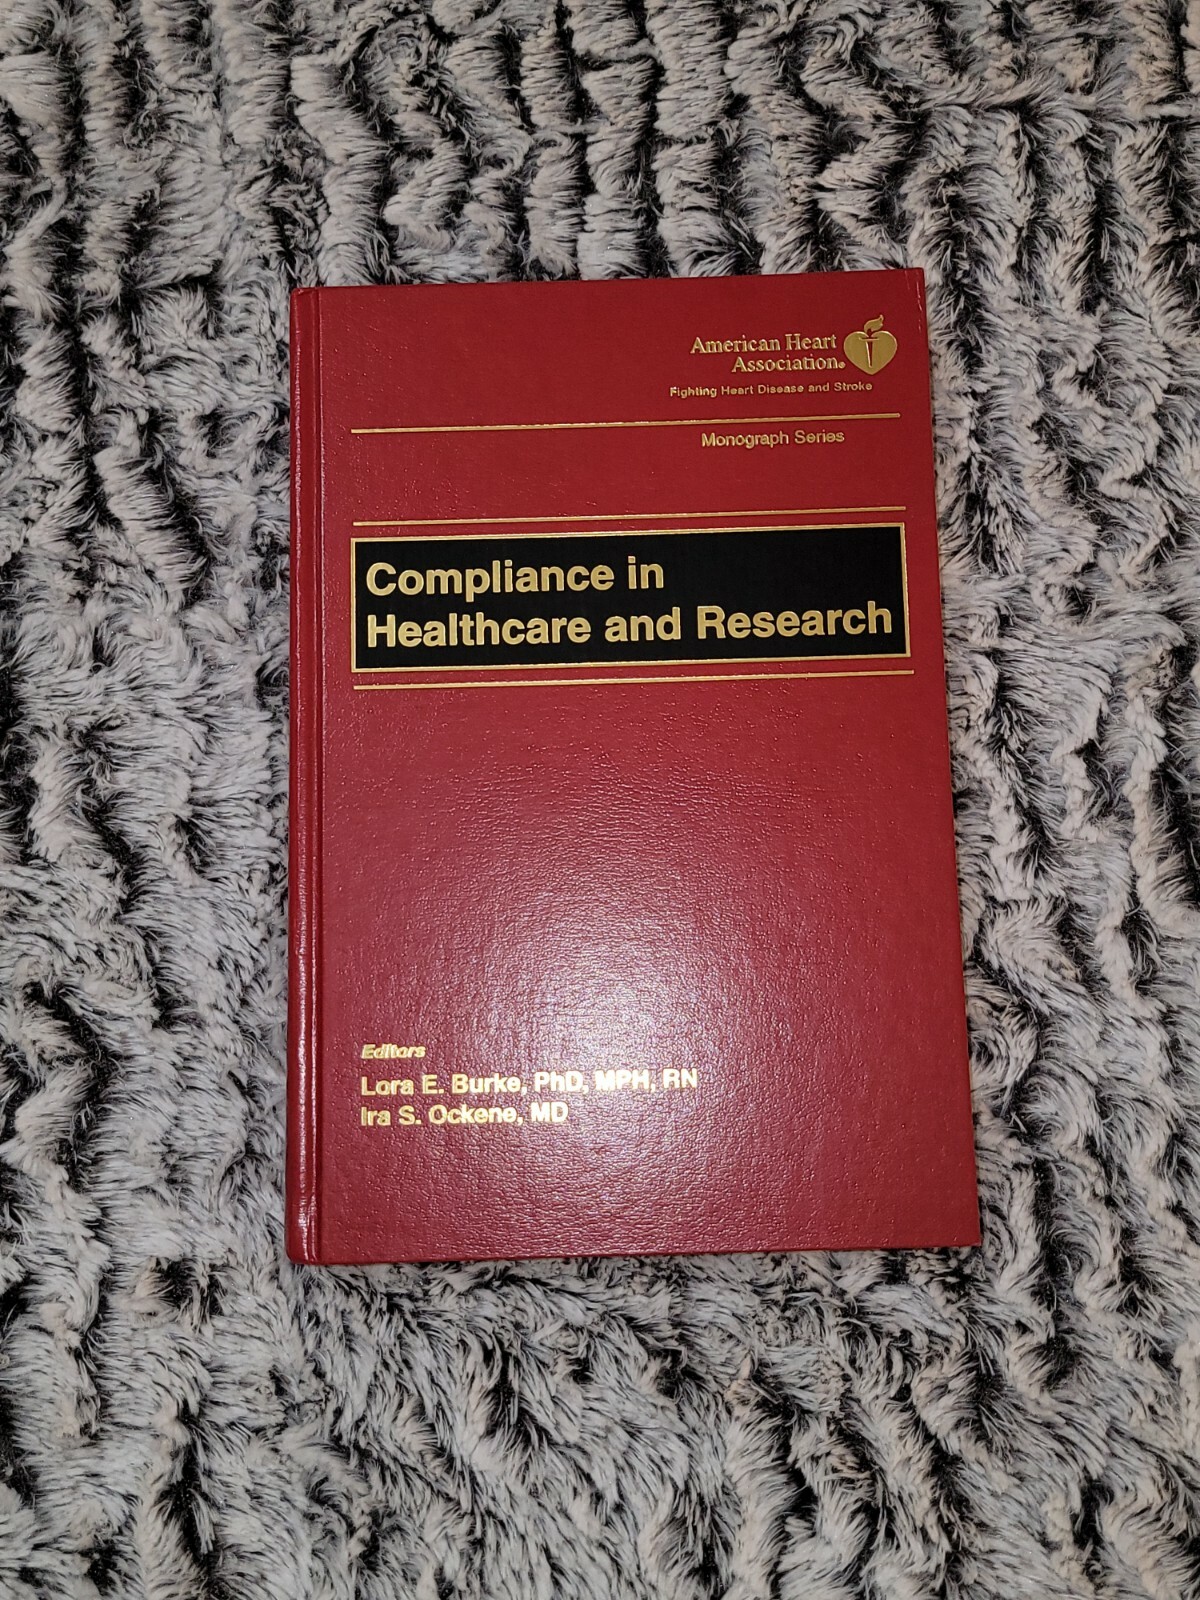 American Heart
Association®
Fighting Heart Disease and Stroke
Monograph Series
Compliance in
Healthcare and Research
Editors
Lora E. Burke, PhD, MPH, RN
Ira S. Ockene, MD